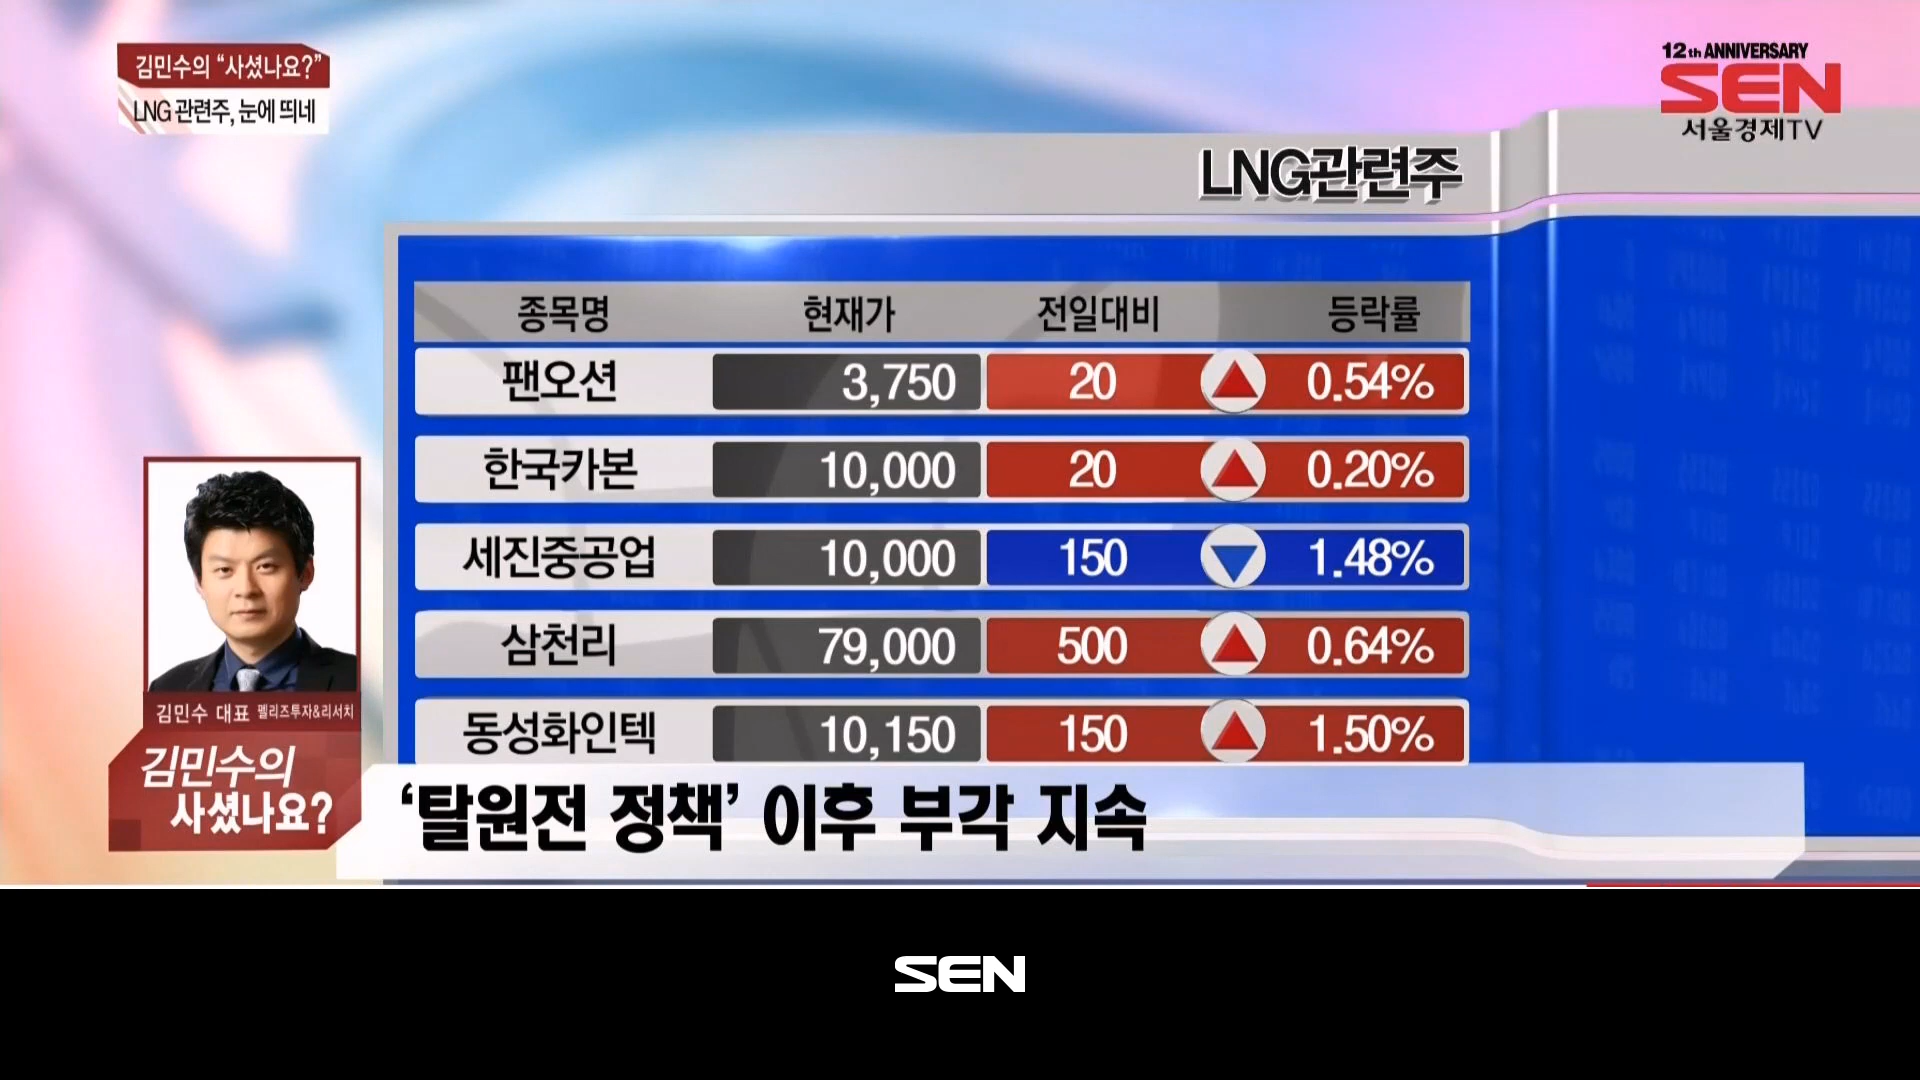 김민수의 “사셨나요?”
LNG 관련주, 눈에 띄네
12th ANNIVERSARY
SEN
서울경제TV
LNG관련주
종목명 현재가 전일대비 등락률
팬오션 3,750 20 ▲ 0.54%
한국카본 10,000 20 ▲ 0.20%
세진중공업 10,000 150 ▼ 1.48%
삼천리 79,000 500 ▲ 0.64%
동성화인텍 10,150 150 ▲ 1.50%
김민수 대표 펠리즈투자&리서치
김민수의
사셨나요?
‘탈원전 정책’ 이후 부각 지속
SEN